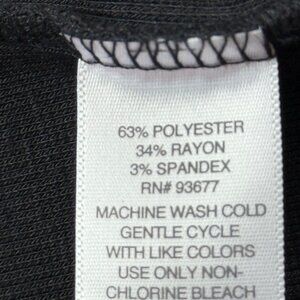 63% POLYESTER
34% RAYON
3% SPANDEX
RN# 93677
MACHINE WASH COLD
GENTLE CYCLE
WITH LIKE COLORS
USE ONLY NON-
CHLORINE BLEACH